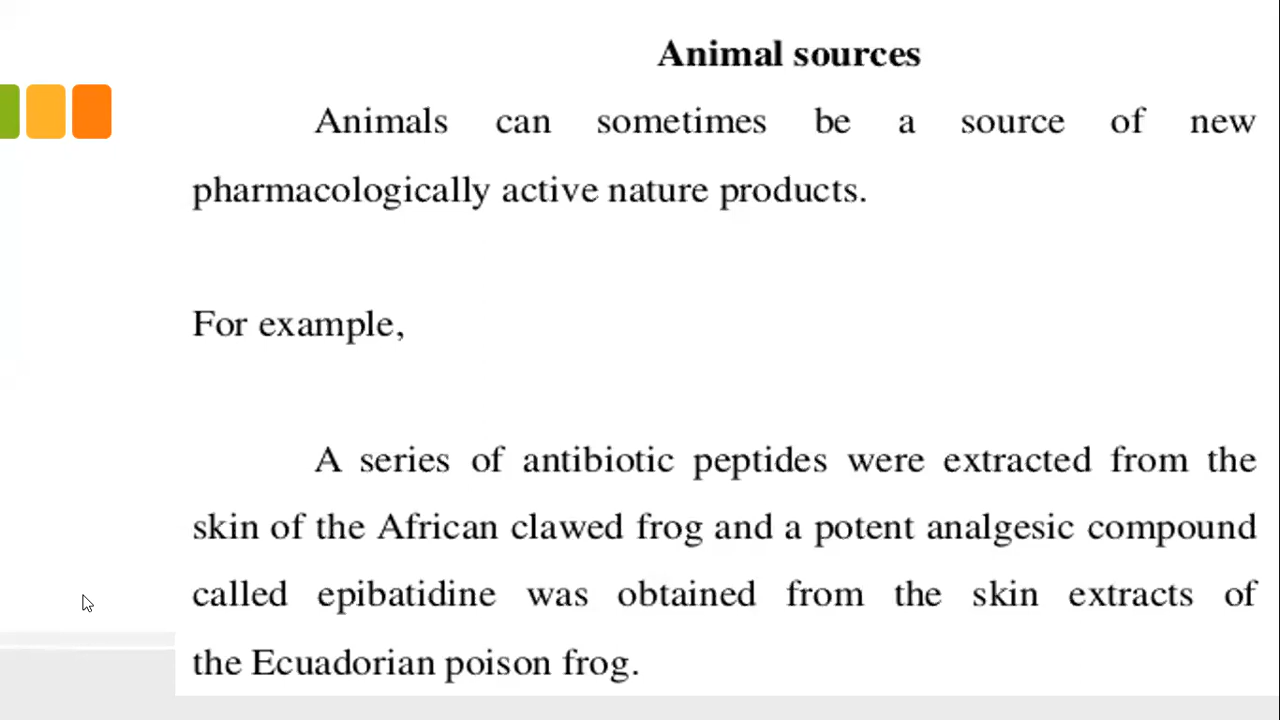 Animal sources
Animals can sometimes be a source of new
pharmacologically active nature products.
For example,
A series of antibiotic peptides were extracted from the
skin of the African clawed frog and a potent analgesic compound
called epibatidine was obtained from the skin extracts of
the Ecuadorian poison frog.